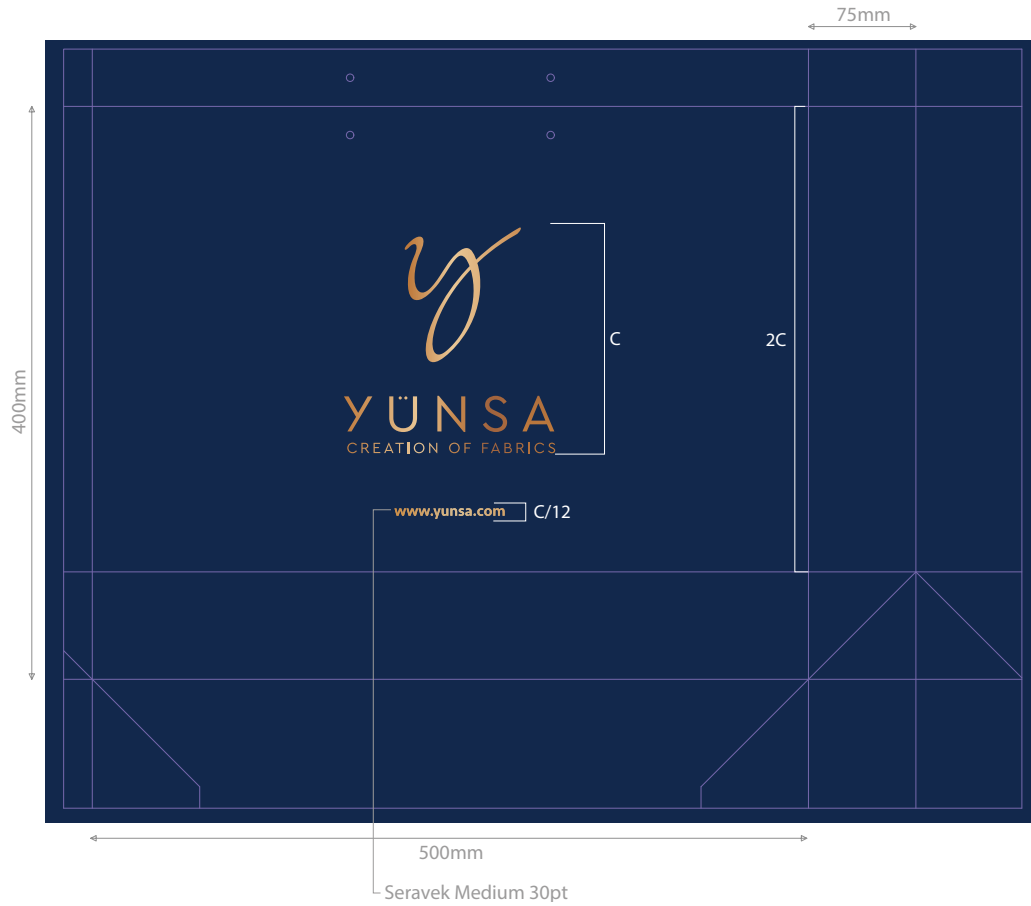 75mm
400mm
C
2C
YÜNSA
CREATION OF FABRICS
www.yunsa.com
C/12
500mm
Seravek Medium 30pt